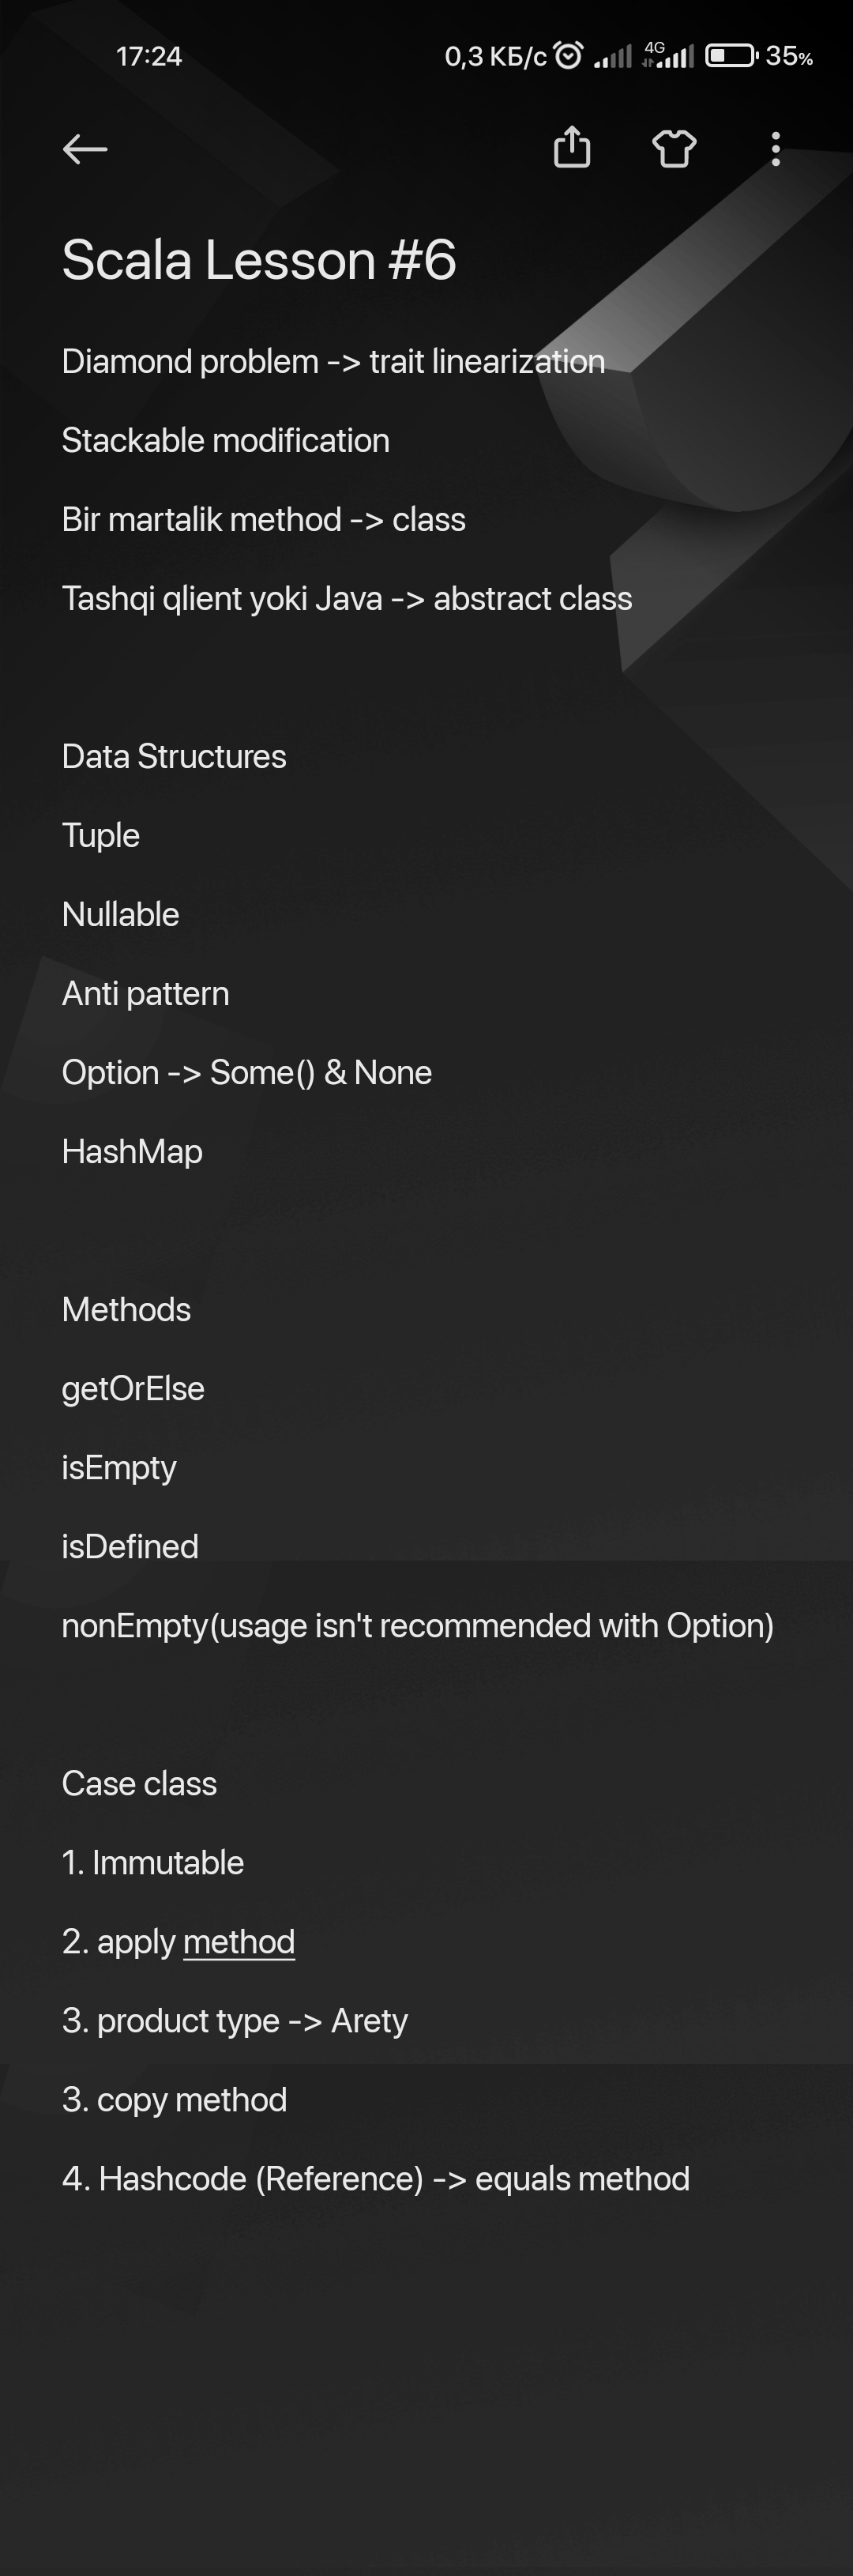 17:24 0,3 КБ/с 4G 35%
Scala Lesson #6
Diamond problem -> trait linearization
Stackable modification
Bir martalik method -> class
Tashqi qlient yoki Java -> abstract class
Data Structures
Tuple
Nullable
Anti pattern
Option -> Some() & None
HashMap
Methods
getOrElse
isEmpty
isDefined
nonEmpty(usage isn't recommended with Option)
Case class
1. Immutable
2. apply method
3. product type -> Arety
3. copy method
4. Hashcode (Reference) -> equals method